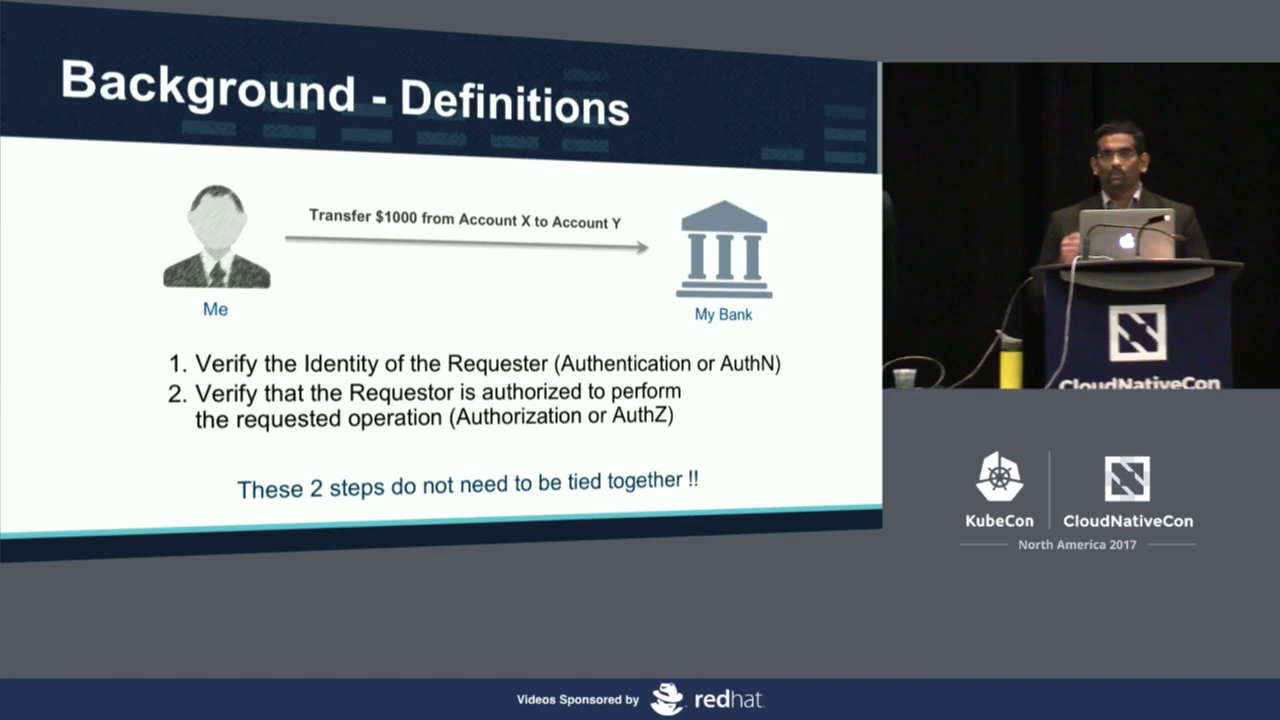 Background - Definitions
Transfer $1000 from Account X to Account Y
Me
My Bank
1. Verify the Identity of the Requester (Authentication or AuthN)
2. Verify that the Requestor is authorized to perform
the requested operation (Authorization or AuthZ)
These 2 steps do not need to be tied together !!
CloudNativeCon
KubeCon
CloudNativeCon
North America 2017
Videos Sponsored by
redhat